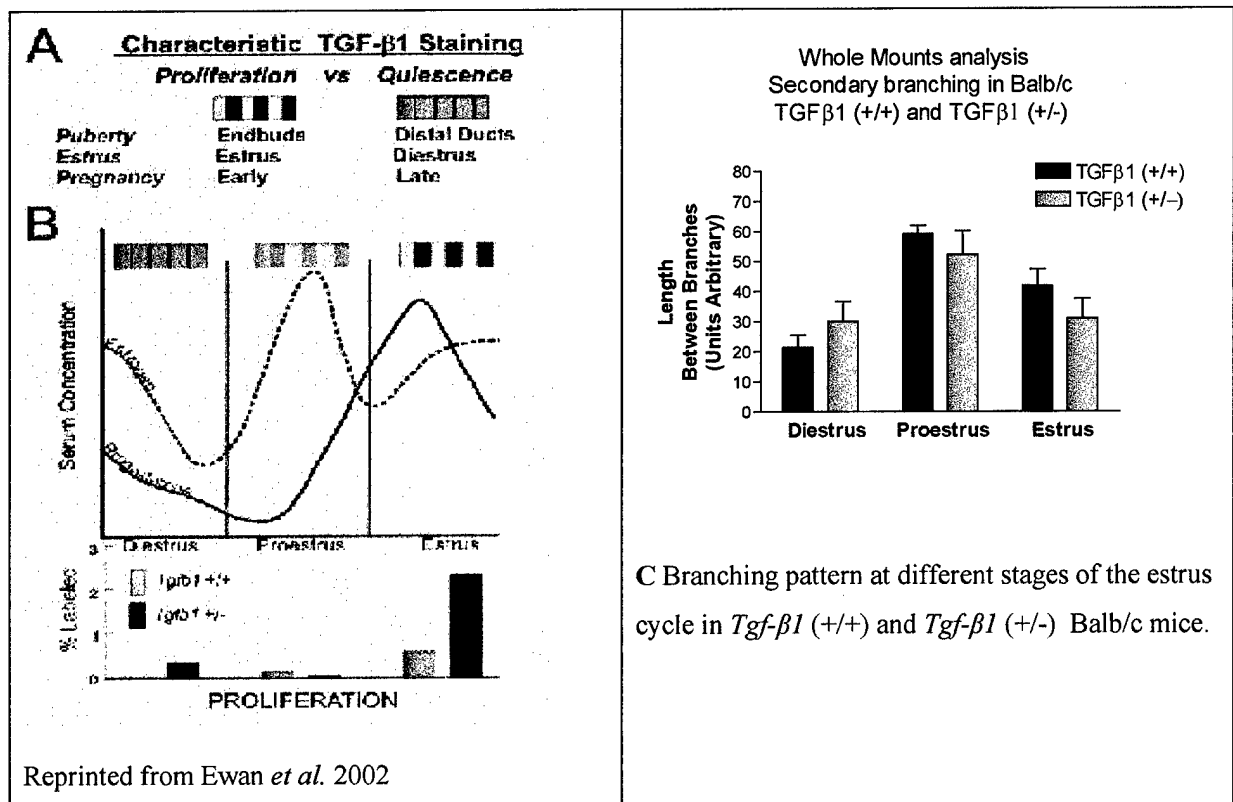 A
Characteristic TGF-β1 Staining
Proliferation vs Quiescence
Puberty Endbuds Distal Ducts
Estrus Estrus Diestrus
Pregnancy Early Late
B
Serum Concentration
Estrogen
Progesterone
Diestrus Proestrus Estrus
3
2
1
0
% Labeled
Tgfb1 +/+
Tgfb1 +/-
PROLIFERATION
Reprinted from Ewan et al. 2002
Whole Mounts analysis
Secondary branching in Balb/c
TGFβ1 (+/+) and TGFβ1 (+/-)
TGFβ1 (+/+)
TGFβ1 (+/–)
80
70
60
50
40
30
20
10
0
Length
Between Branches
(Units Arbitrary)
Diestrus Proestrus Estrus
C Branching pattern at different stages of the estrus
cycle in Tgf-β1 (+/+) and Tgf-β1 (+/-) Balb/c mice.